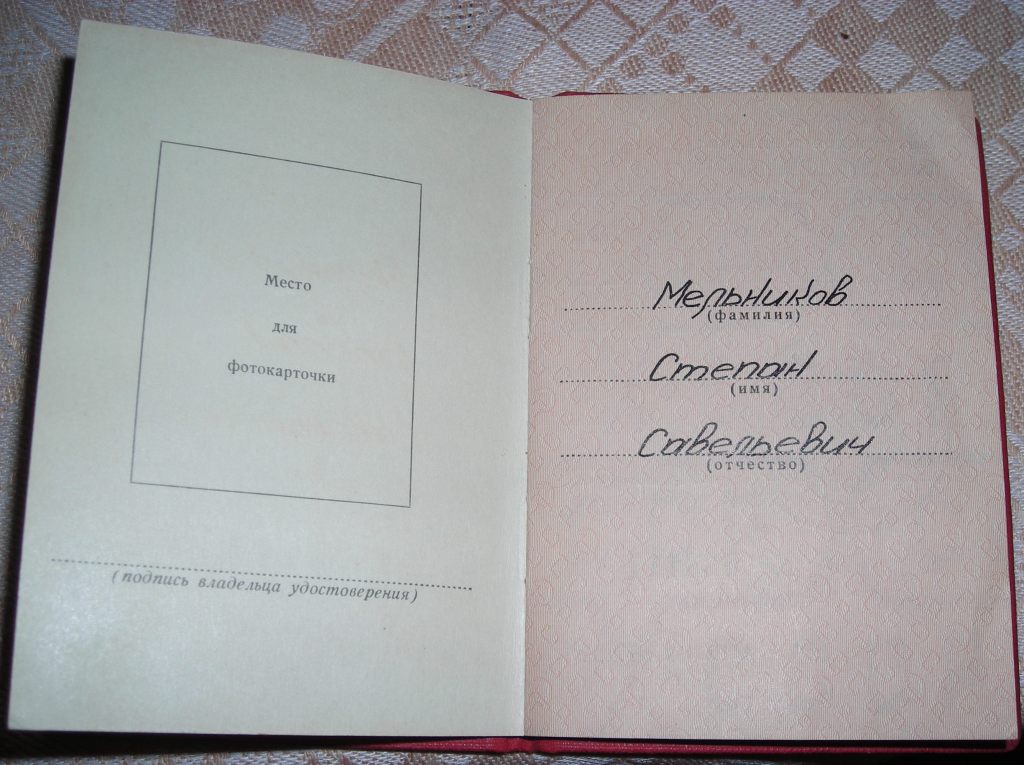 Место
для
фотокарточки
(подпись владельца удостоверения)
Мельников
(фамилия)
Степан
(имя)
Савельевич
(отчество)